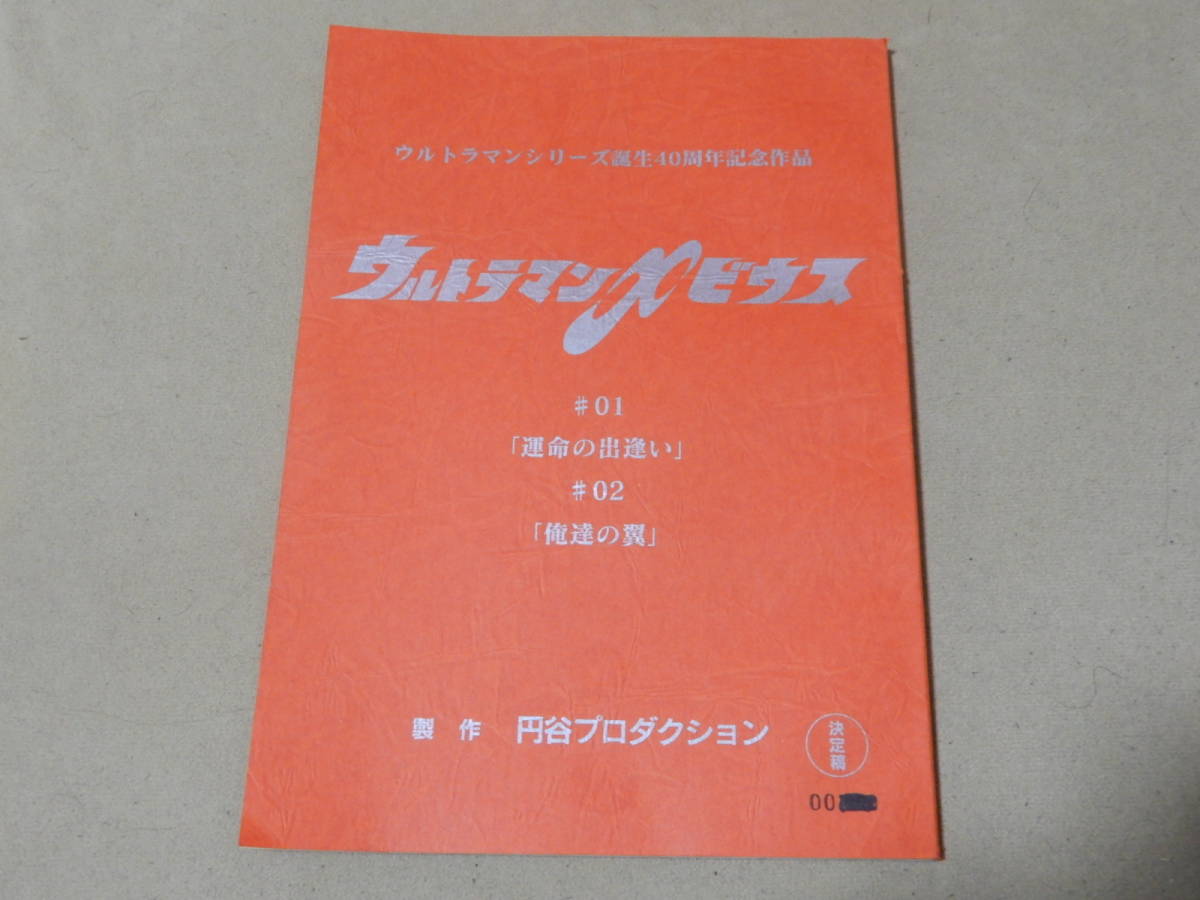 ウルトラマンシリーズ誕生40周年記念作品
ウルトラマンメビウス
#01
「運命の出逢い」
#02
「俺達の翼」
製作 円谷プロダクション
決定稿
00